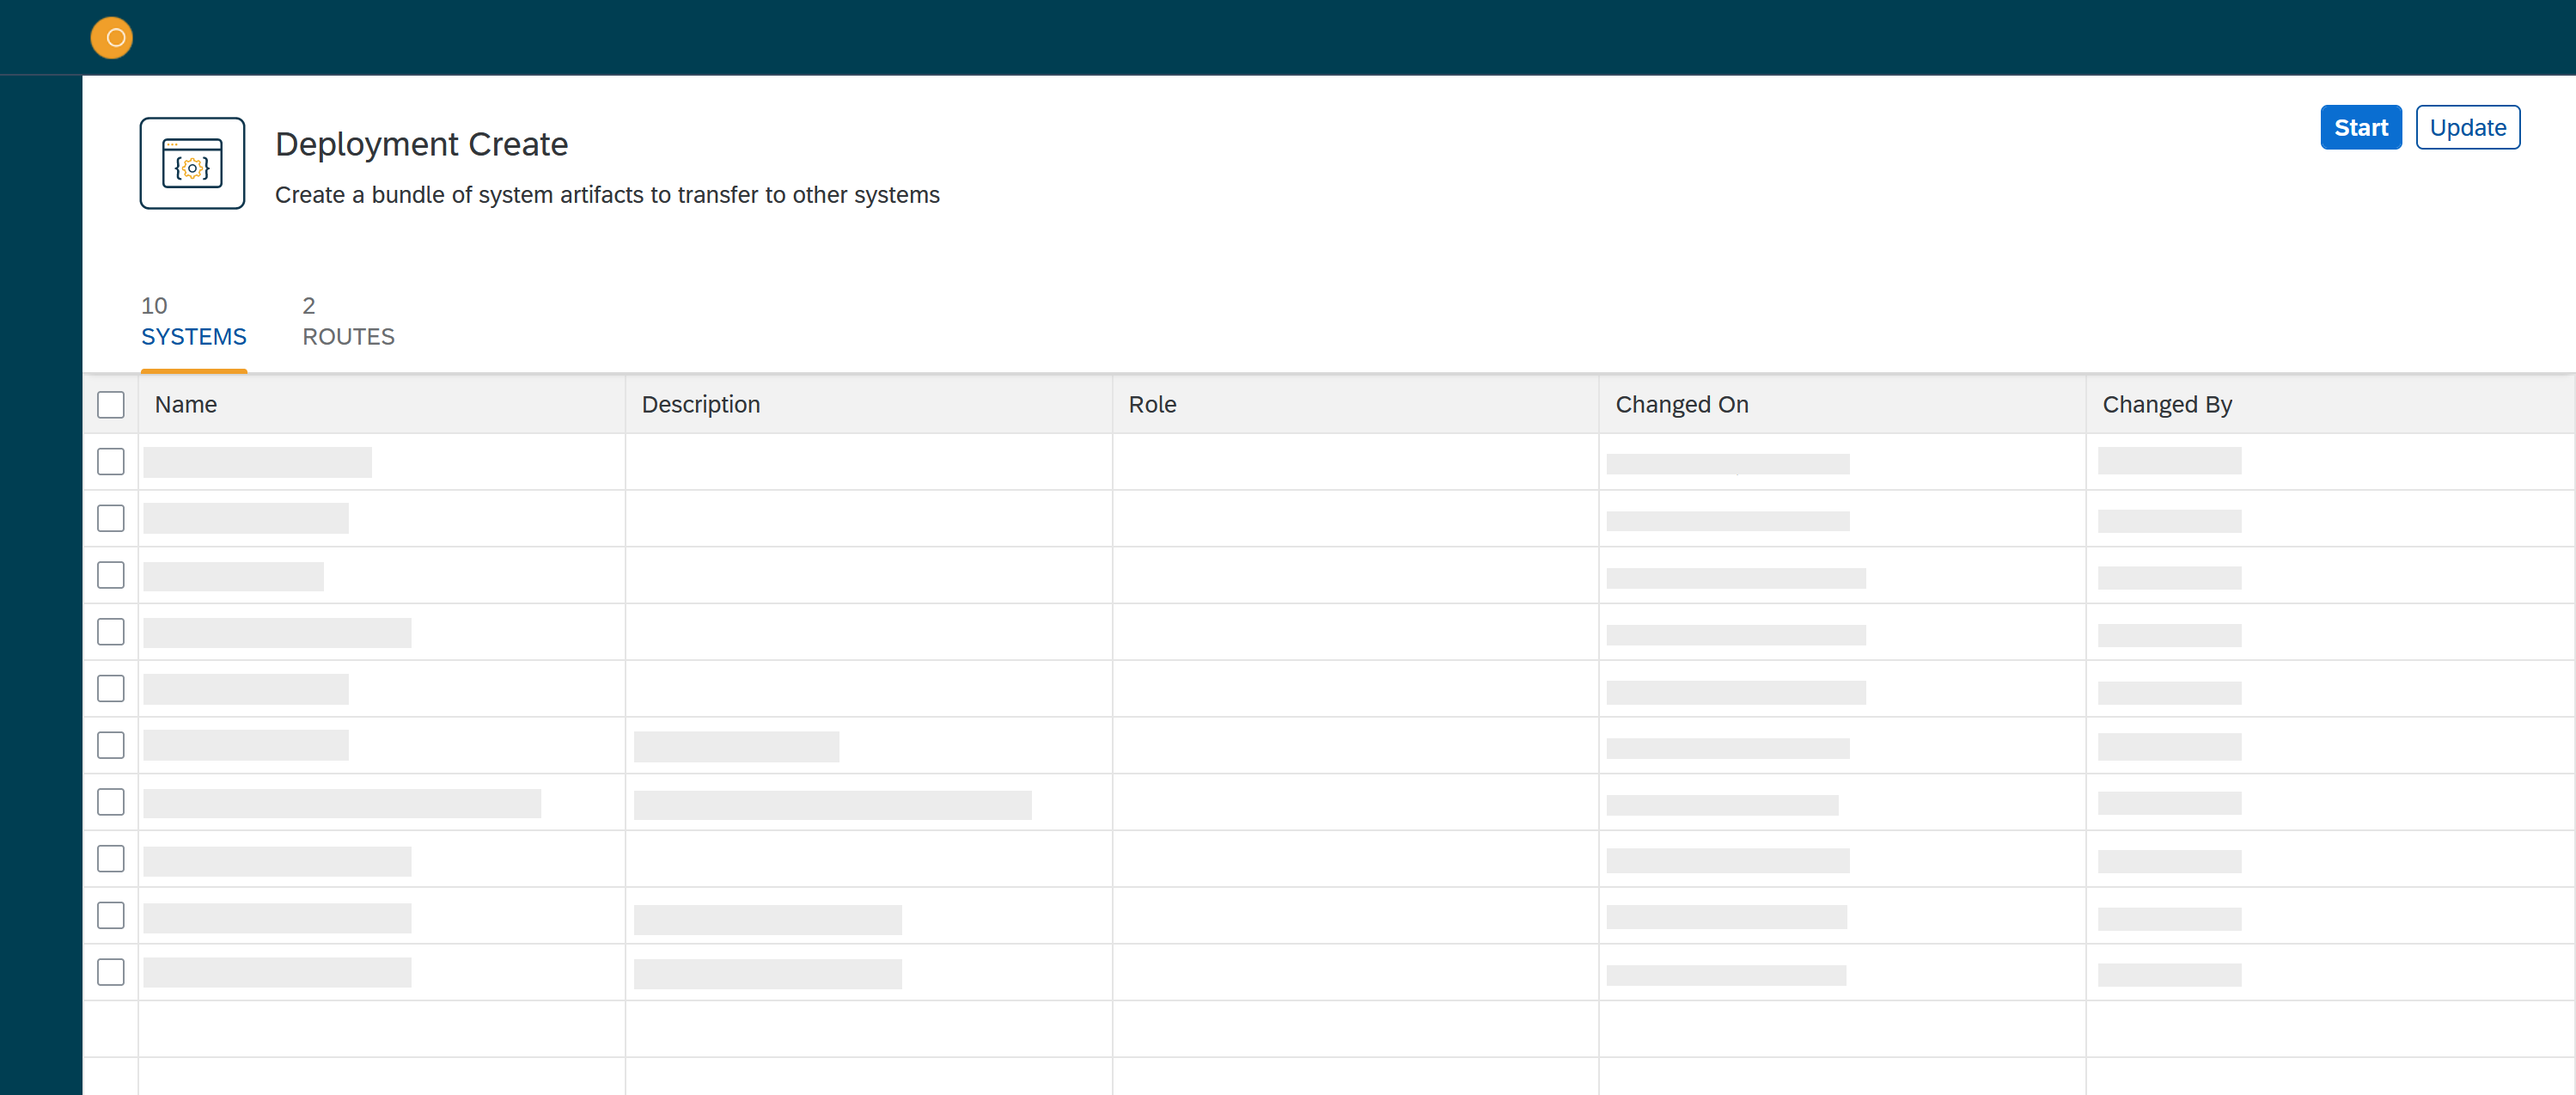 Deployment Create
Start
Update
Create a bundle of system artifacts to transfer to other systems
10
SYSTEMS
2
ROUTES
Name
Description
Role
Changed On
Changed By